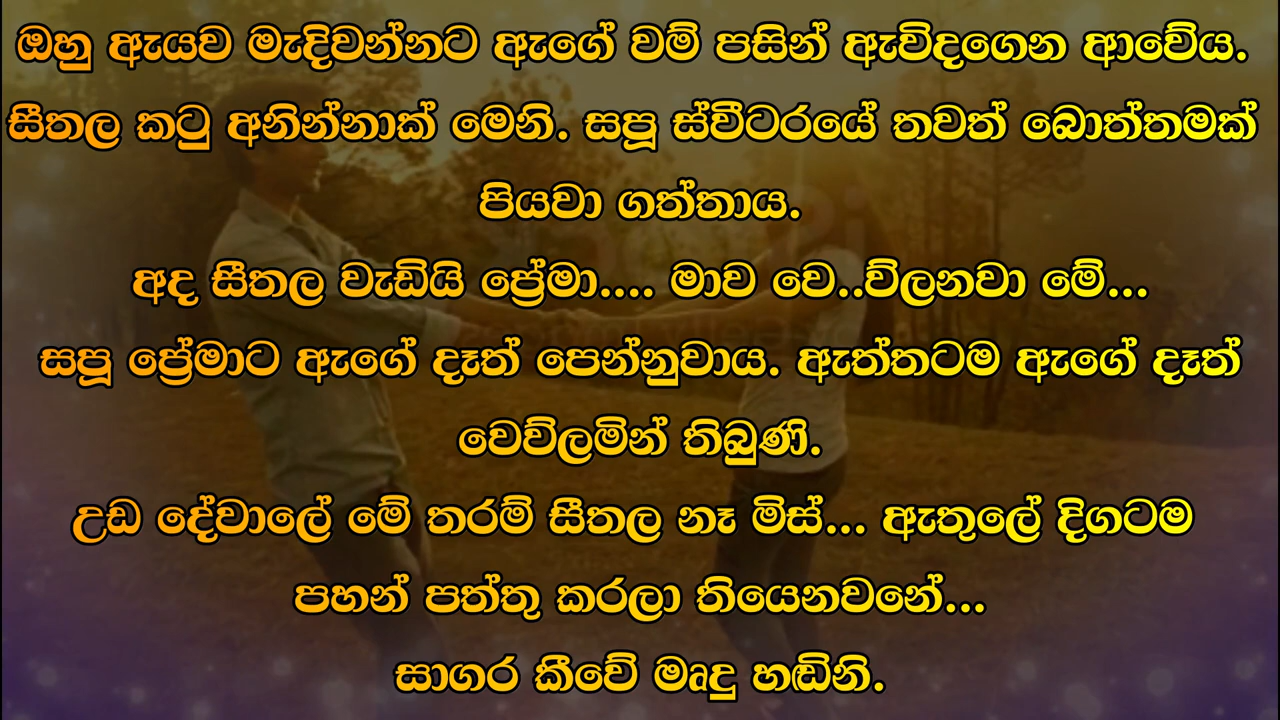 ඔහු ඇයව මැදිවන්නට ඇගේ වම් පසින් ඇවිදගෙන ආවේය.
සීතල කටු අනින්නාක් මෙනි. සපූ ස්වීටරයේ තවත් බොත්තමක්
පියවා ගත්තාය.
අද සීතල වැඩියි ප්‍රේමා.... මාව වෙ..ව්ලනවා මේ...
සපූ ප්‍රේමාට ඇගේ දෑත් පෙන්නුවාය. ඇත්තටම ඇගේ දෑත්
වෙව්ලමින් තිබුණි.
උඩ දේවාලේ මේ තරම් සීතල නෑ මිස්... ඇතුලේ දිගටම
පහන් පත්තු කරලා තියෙනවනේ...
සාගර කීවේ මෘදු හඬිනි.